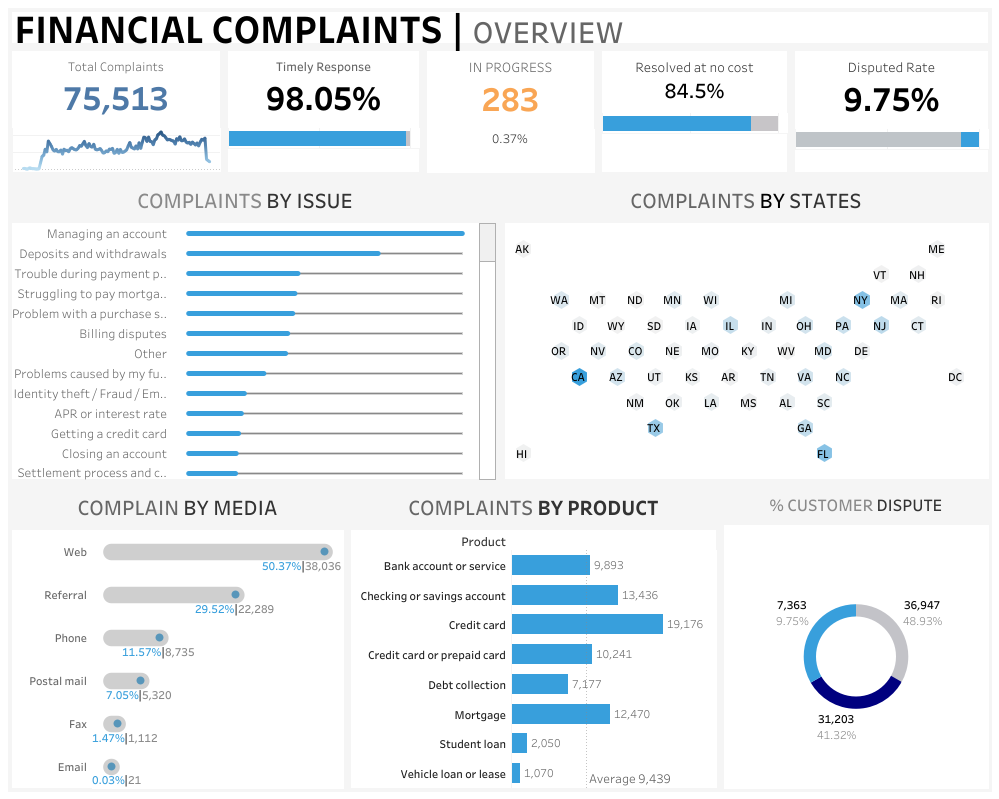 FINANCIAL COMPLAINTS | OVERVIEW
Total Complaints
75,513
Timely Response
98.05%
IN PROGRESS
283
0.37%
Resolved at no cost
84.5%
Disputed Rate
9.75%
COMPLAINTS BY ISSUE
Managing an account
Deposits and withdrawals
Trouble during payment p..
Struggling to pay mortga..
Problem with a purchase s..
Billing disputes
Other
Problems caused by my fu..
Identity theft / Fraud / Em..
APR or interest rate
Getting a credit card
Closing an account
Settlement process and c..
COMPLAINTS BY STATES
AK ME
VT NH
WA MT ND MN WI MI NY MA RI
ID WY SD IA IL IN OH PA NJ CT
OR NV CO NE MO KY WV MD DE
CA AZ UT KS AR TN VA NC DC
NM OK LA MS AL SC
TX GA
HI FL
COMPLAIN BY MEDIA
Web
50.37%|38,036
Referral
29.52%|22,289
Phone
11.57%|8,735
Postal mail
7.05%|5,320
Fax
1.47%|1,112
Email
0.03%|21
COMPLAINTS BY PRODUCT
Product
Bank account or service 9,893
Checking or savings account 13,436
Credit card 19,176
Credit card or prepaid card 10,241
Debt collection 7,177
Mortgage 12,470
Student loan 2,050
Vehicle loan or lease 1,070
Average 9,439
% CUSTOMER DISPUTE
7,363
9.75%
36,947
48.93%
31,203
41.32%